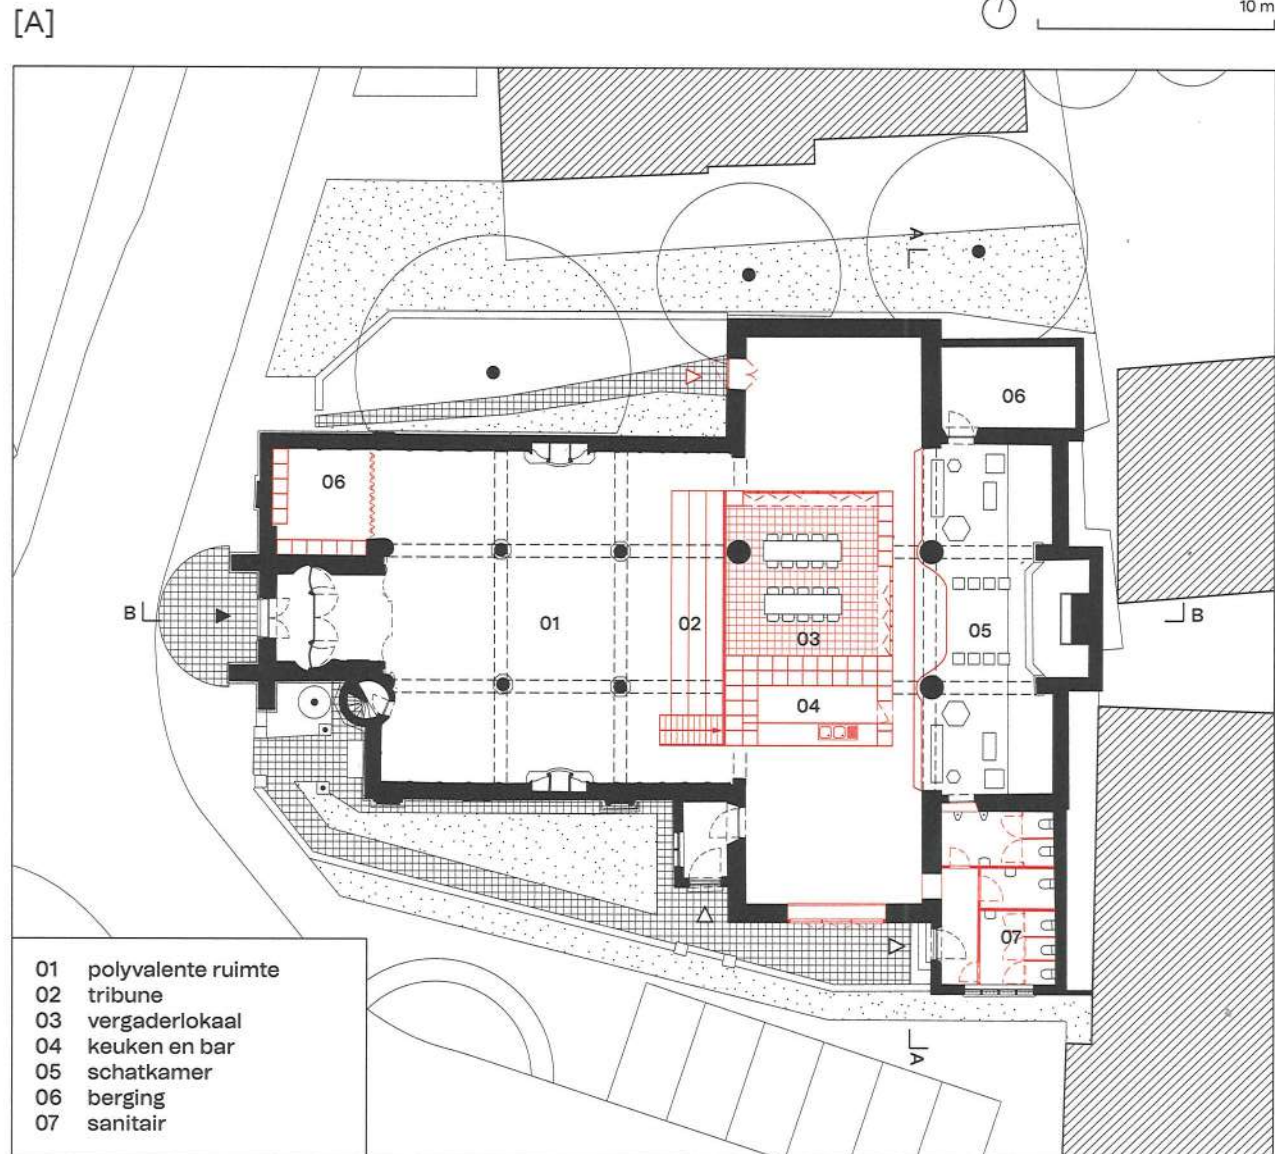 [A]
10 m
A
06
06
B
01
02
03
05
B
04
07
A
01 polyvalente ruimte
02 tribune
03 vergaderlokaal
04 keuken en bar
05 schatkamer
06 berging
07 sanitair